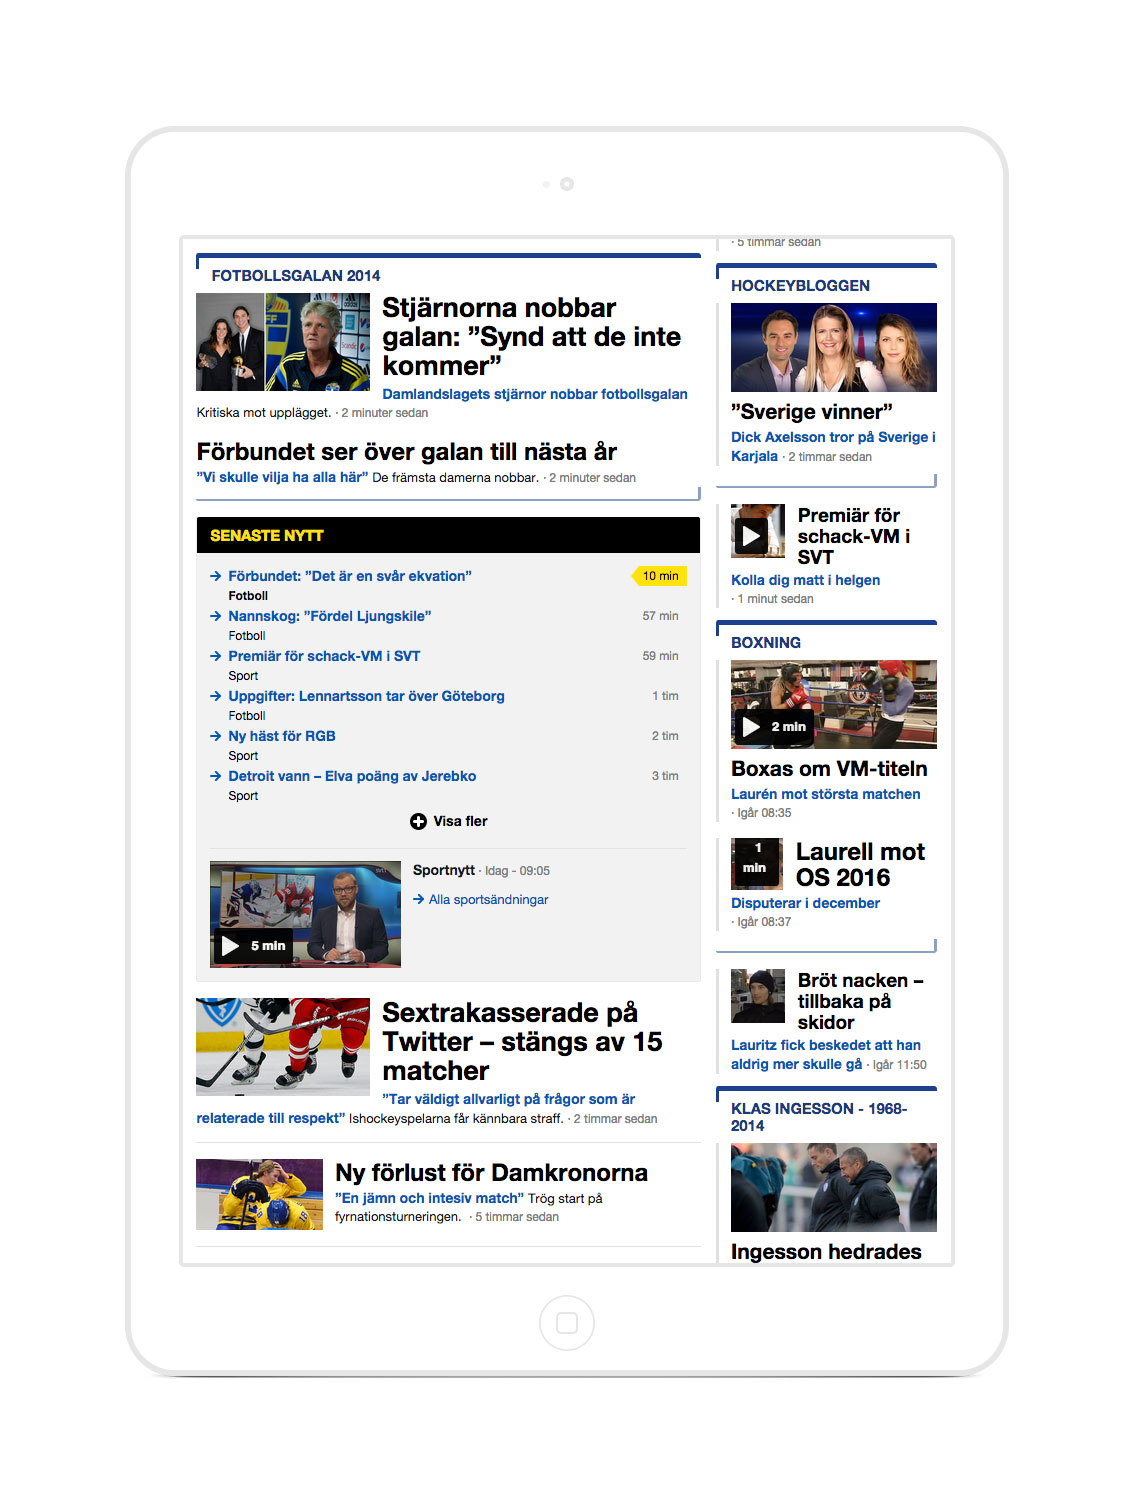 FOTBOLLSGALAN 2014
Stjärnorna nobbar
galan: ”Synd att de inte
kommer”
Damlandslagets stjärnor nobbar fotbollsgalan
Kritiska mot upplägget. · 2 minuter sedan
Förbundet ser över galan till nästa år
”Vi skulle vilja ha alla här” De främsta damerna nobbar. · 2 minuter sedan
SENASTE NYTT
Förbundet: ”Det är en svår ekvation” 10 min
Fotboll
Nannskog: ”Fördel Ljungskile” 57 min
Fotboll
Premiär för schack-VM i SVT 59 min
Sport
Uppgifter: Lennartsson tar över Göteborg 1 tim
Fotboll
Ny häst för RGB 2 tim
Sport
Detroit vann – Elva poäng av Jerebko 3 tim
Sport
Visa fler
5 min
Sportnytt · Idag - 09:05
Alla sportsändningar
Sextrakasserade på
Twitter – stängs av 15
matcher
”Tar väldigt allvarligt på frågor som är
relaterade till respekt” Ishockeyspelarna får kännbara straff. · 2 timmar sedan
Ny förlust för Damkronorna
”En jämn och intesiv match” Trög start på
fyrnationsturneringen. · 5 timmar sedan
· 5 timmar sedan
HOCKEYBLOGGEN
”Sverige vinner”
Dick Axelsson tror på Sverige i
Karjala · 2 timmar sedan
Premiär för
schack-VM i
SVT
Kolla dig matt i helgen
· 1 minut sedan
BOXNING
2 min
Boxas om VM-titeln
Laurén mot största matchen
· Igår 08:35
1
min
Laurell mot
OS 2016
Disputerar i december
· Igår 08:37
Bröt nacken –
tillbaka på
skidor
Lauritz fick beskedet att han
aldrig mer skulle gå · Igår 11:50
KLAS INGESSON - 1968-
2014
Ingesson hedrades